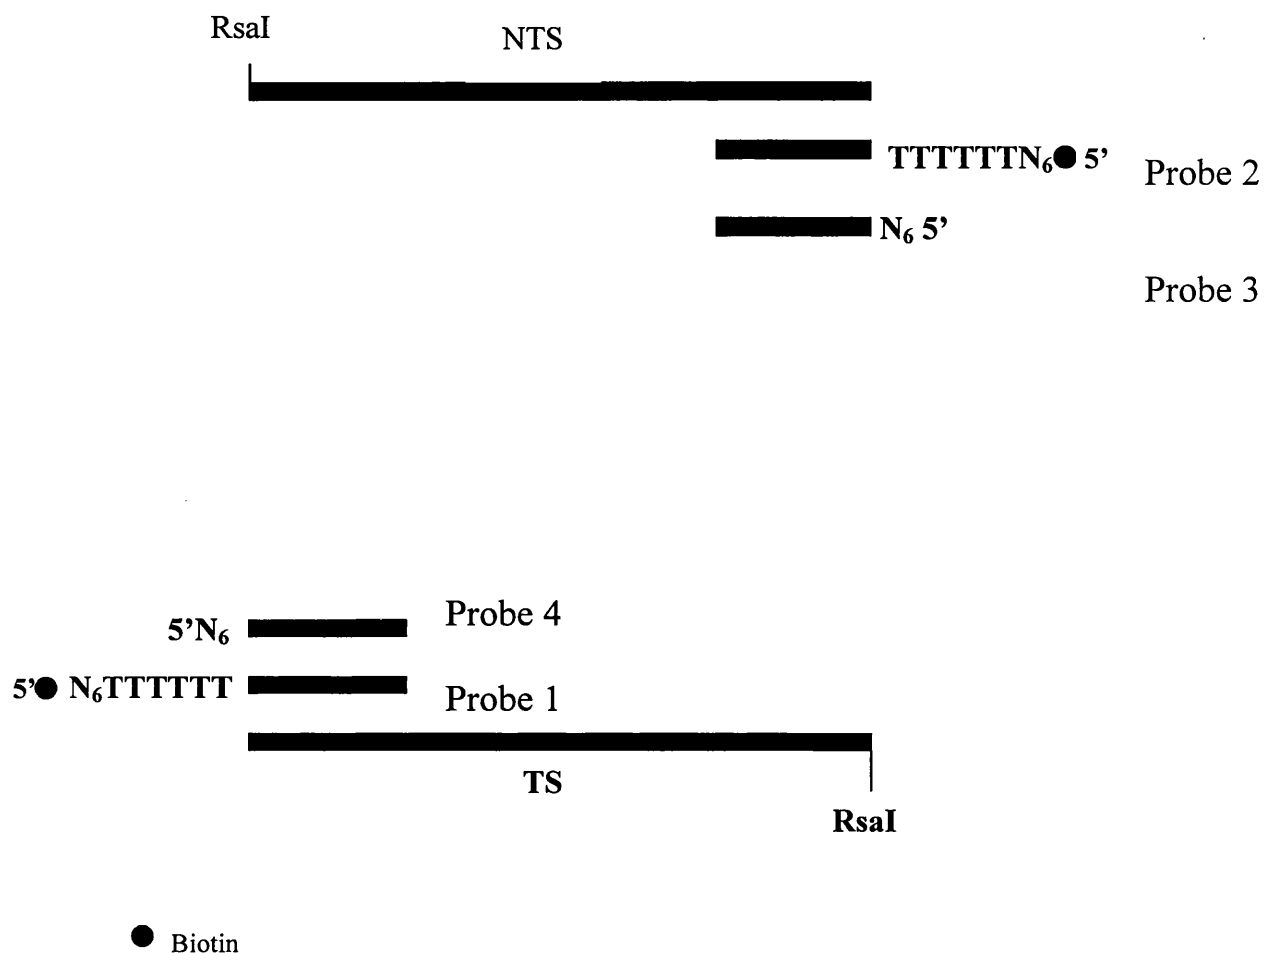 RsaI
NTS
TTTTTTN₆● 5’
Probe 2
N₆ 5’
Probe 3
5’N₆
Probe 4
5’● N₆TTTTTT
Probe 1
TS
RsaI
● Biotin